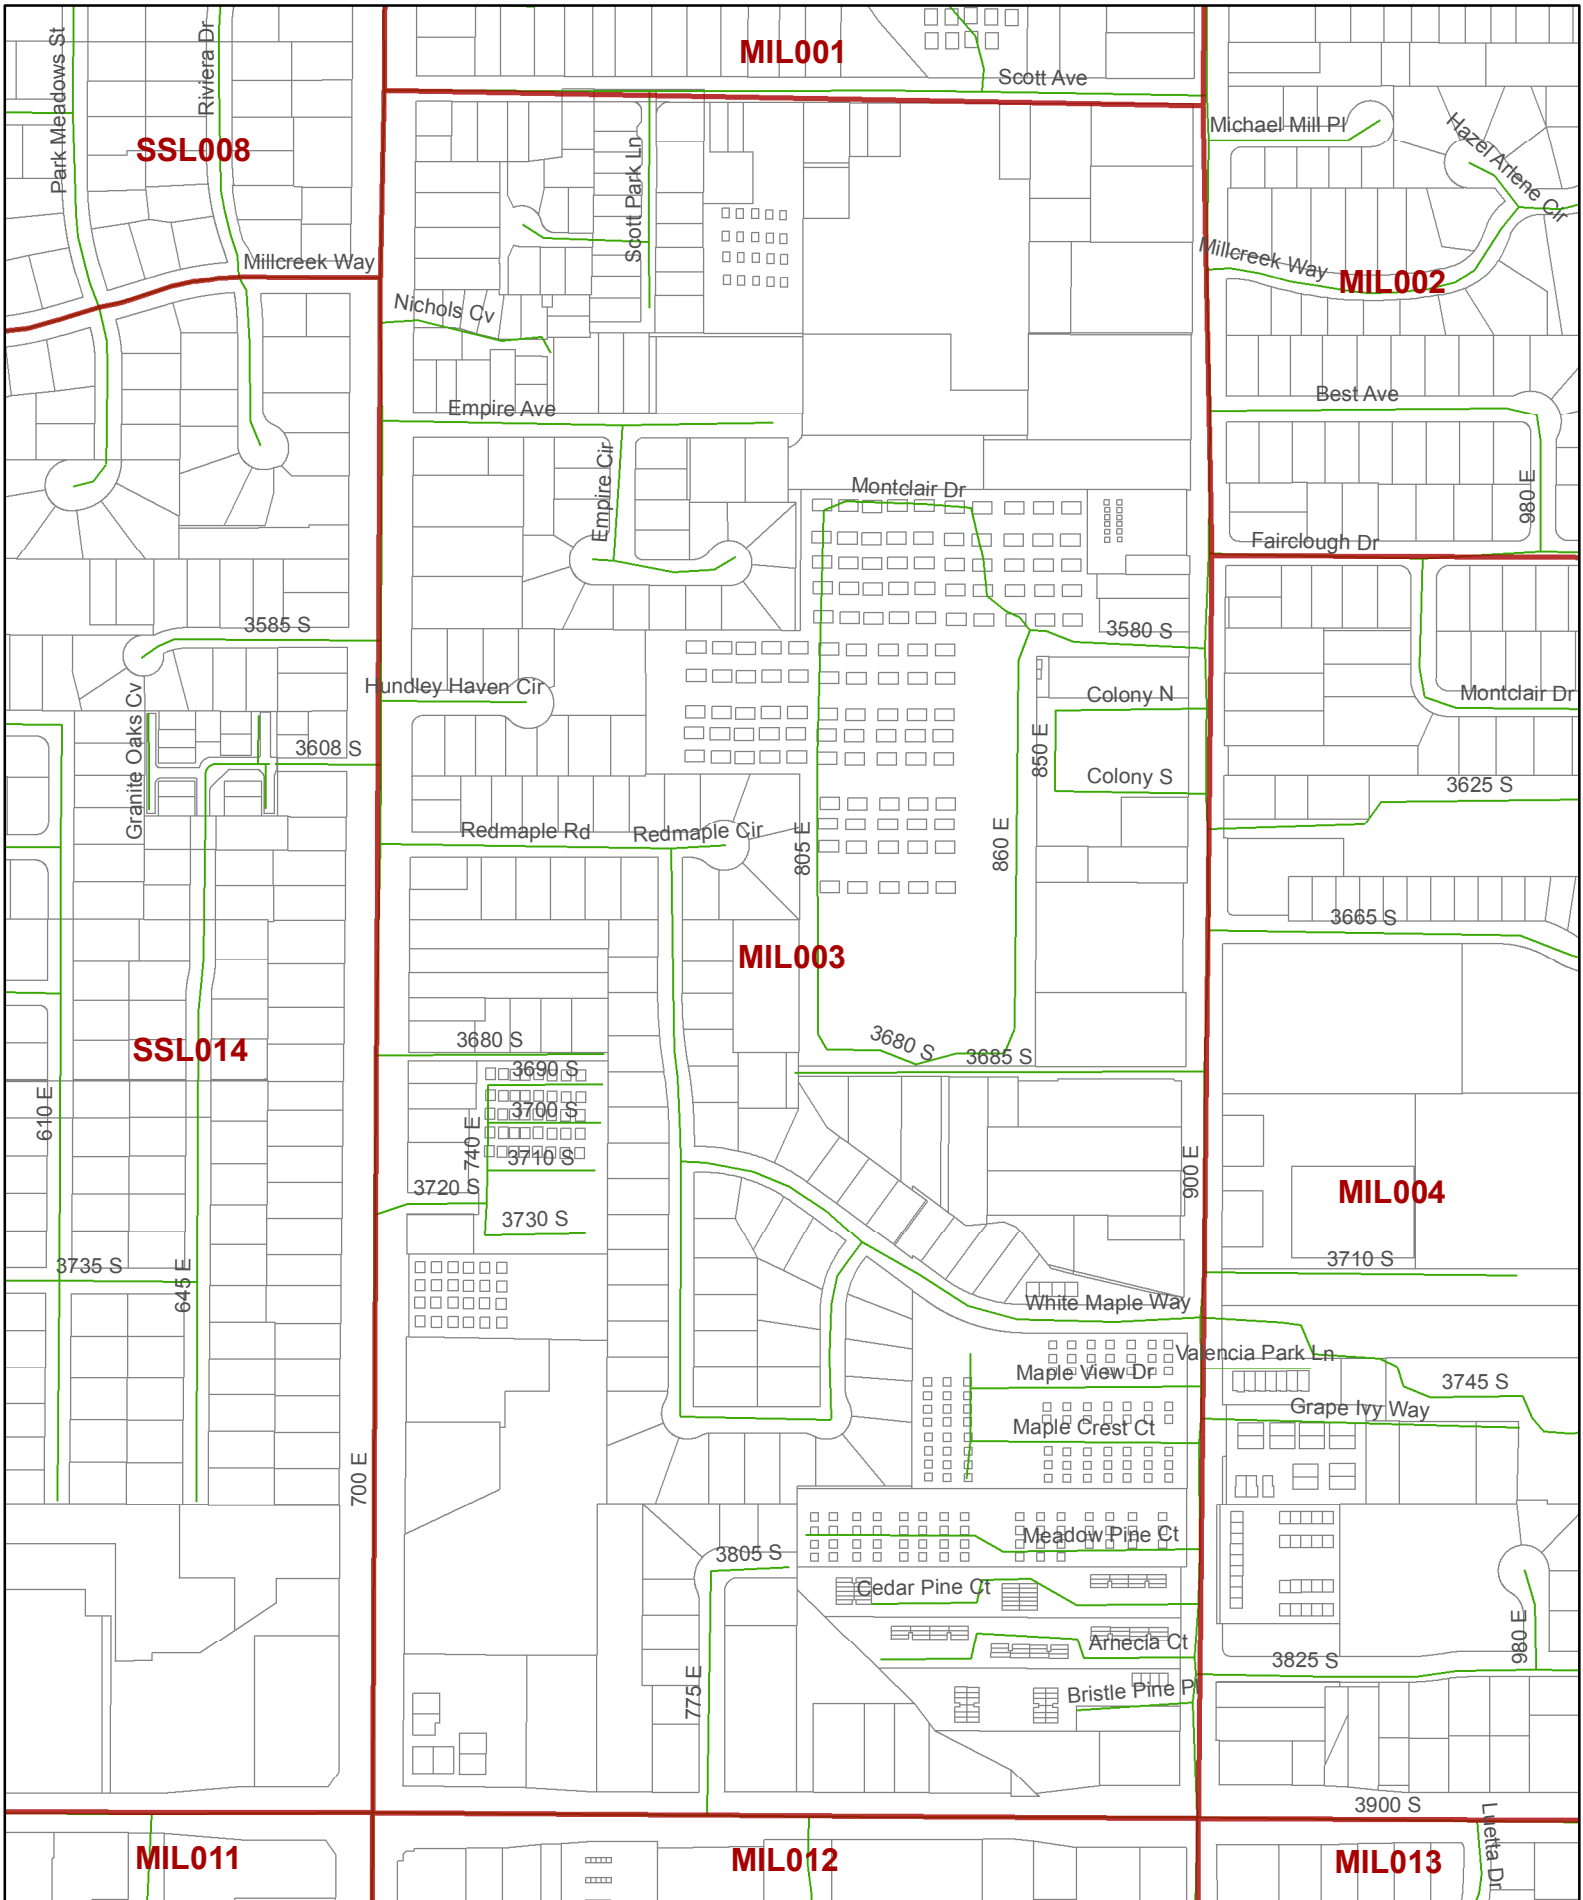 MIL001
Scott Ave
Park Meadows St
Riviera Dr
SSL008
Scott Park Ln
Michael Mill Pl
Hazel Arlene Cir
Millcreek Way
Millcreek Way
MIL002
Nichols Cv
Empire Ave
Best Ave
Empire Cir
Montclair Dr
980 E
Fairclough Dr
3585 S
3580 S
Hundley Haven Cir
Colony N
Montclair Dr
Granite Oaks Cv
3608 S
850 E
Colony S
3625 S
Redmaple Rd
Redmaple Cir
805 E
860 E
3665 S
MIL003
SSL014
3680 S
3680 S
3685 S
3690 S
610 E
3700 S
740 E
3710 S
900 E
3720 S
MIL004
3730 S
3735 S
645 E
3710 S
White Maple Way
Valencia Park Ln
Maple View Dr
3745 S
Grape Ivy Way
Maple Crest Ct
700 E
Meadow Pine Ct
3805 S
Cedar Pine Ct
Arnecia Ct
980 E
3825 S
775 E
Bristle Pine Pl
3900 S
Luetta Dr
MIL011
MIL012
MIL013